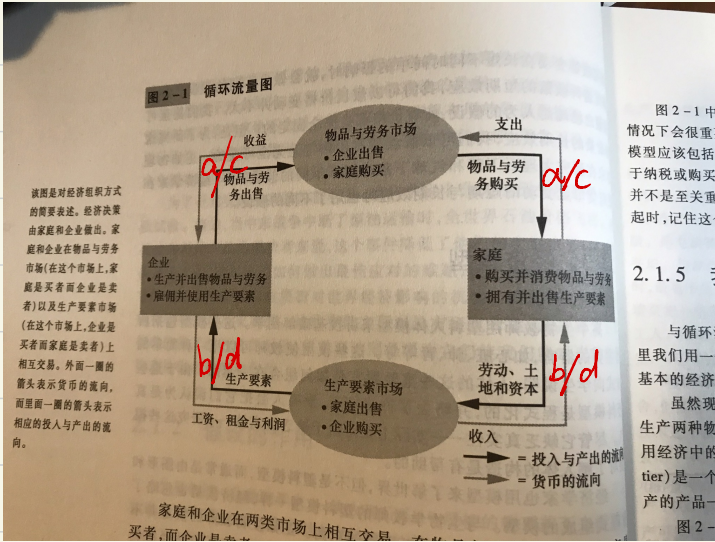 图 2-1 循环流量图
收益
物品与劳务市场
• 企业出售
• 家庭购买
支出
a/c
物品与劳
务出售
物品与劳
务购买
a/c
该图是对经济组织方式
的简要表述。经济决策
由家庭和企业做出。家
庭和企业在物品与劳务
市场(在这个市场上,家
庭是买者而企业是卖
者)以及生产要素市场
(在这个市场上,企业是
买者而家庭是卖者)上
相互交易。外面一圈的
箭头表示货币的流向,
而里面一圈的箭头表示
相应的投入与产出的流
向。
企业
• 生产并出售物品与劳务
• 雇用并使用生产要素
家庭
• 购买并消费物品与劳务
• 拥有并出售生产要素
b/d
生产要素
生产要素市场
• 家庭出售
• 企业购买
劳动、土
地和资本
b/d
工资、租金与利润
收入
= 投入与产出的流向
= 货币的流向
家庭和企业在两类市场上相互交易
买者,而企业是卖
图 2-1 中
情况下会很重
模型应该包括
于纳税或购买
并不是至关重
起时,记住这
2.1.5
与循环
里我们用一
基本的经济
虽然现
生产两种物
用经济中的
tier)是一个
产的产品
图 2-